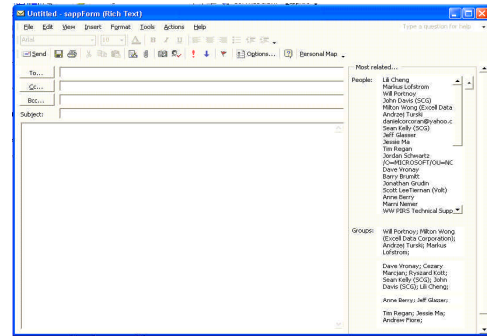 Untitled - sappForm (Rich Text)
File Edit View Insert Format Tools Actions Help
Type a question for help
Arial 10 A B I U
Send Options... Personal Map
To...
Cc...
Bcc...
Subject:
Most related...
People:
Lili Cheng
Markus Lofstrom
Will Portnoy
John Davis (SCG)
Milton Wong (Excell Data
Andrzej Turski
danielcorcoran@yahoo.c
Sean Kelly (SCG)
Jeff Glasser
Jessie Ma
Tim Regan
Jordan Schwartz
/O=MICROSOFT/OU=NC
Dave Vronay
Barry Brumitt
Jonathan Grudin
Scott LeeTiernan (Volt)
Anne Berry
Marni Nemer
WW PIRS Technical Supp
Groups:
Will Portnoy; Milton Wong
(Excell Data Corporation);
Andrzej Turski; Markus
Lofstrom;
Dave Vronay; Cezary
Marcjan; Ryszard Kott;
Sean Kelly (SCG); John
Davis (SCG); Lili Cheng;
Anne Berry; Jeff Glasser;
Tim Regan; Jessie Ma;
Andrew Fiore;